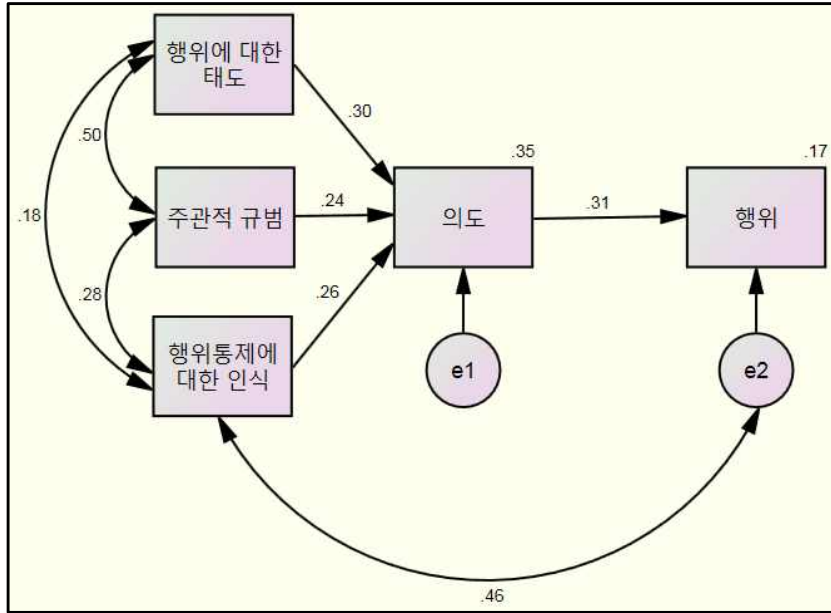 행위에 대한
태도
.30
.50
.35
.17
.18
주관적 규범
.24
의도
.31
행위
.28
.26
행위통제에
대한 인식
e1
e2
.46